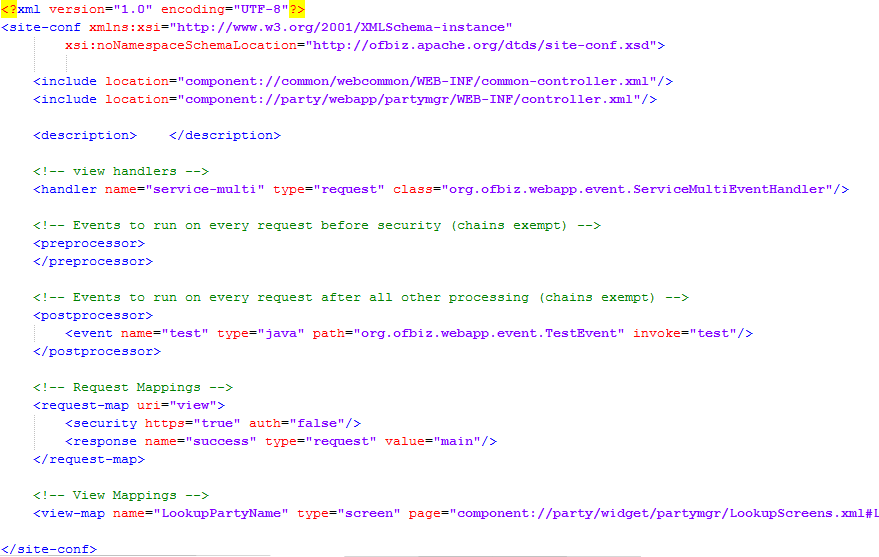 <?xml version="1.0" encoding="UTF-8"?>
<site-conf xmlns:xsi="http://www.w3.org/2001/XMLSchema-instance"
        xsi:noNamespaceSchemaLocation="http://ofbiz.apache.org/dtds/site-conf.xsd">
    <include location="component://common/webcommon/WEB-INF/common-controller.xml"/>
    <include location="component://party/webapp/partymgr/WEB-INF/controller.xml"/>
    <description>    </description>
    <!-- view handlers -->
    <handler name="service-multi" type="request" class="org.ofbiz.webapp.event.ServiceMultiEventHandler"/>
    <!-- Events to run on every request before security (chains exempt) -->
    <preprocessor>
    </preprocessor>
    <!-- Events to run on every request after all other processing (chains exempt) -->
    <postprocessor>
        <event name="test" type="java" path="org.ofbiz.webapp.event.TestEvent" invoke="test"/>
    </postprocessor>
    <!-- Request Mappings -->
    <request-map uri="view">
        <security https="true" auth="false"/>
        <response name="success" type="request" value="main"/>
    </request-map>
    <!-- View Mappings -->
    <view-map name="LookupPartyName" type="screen" page="component://party/widget/partymgr/LookupScreens.xml#L
</site-conf>